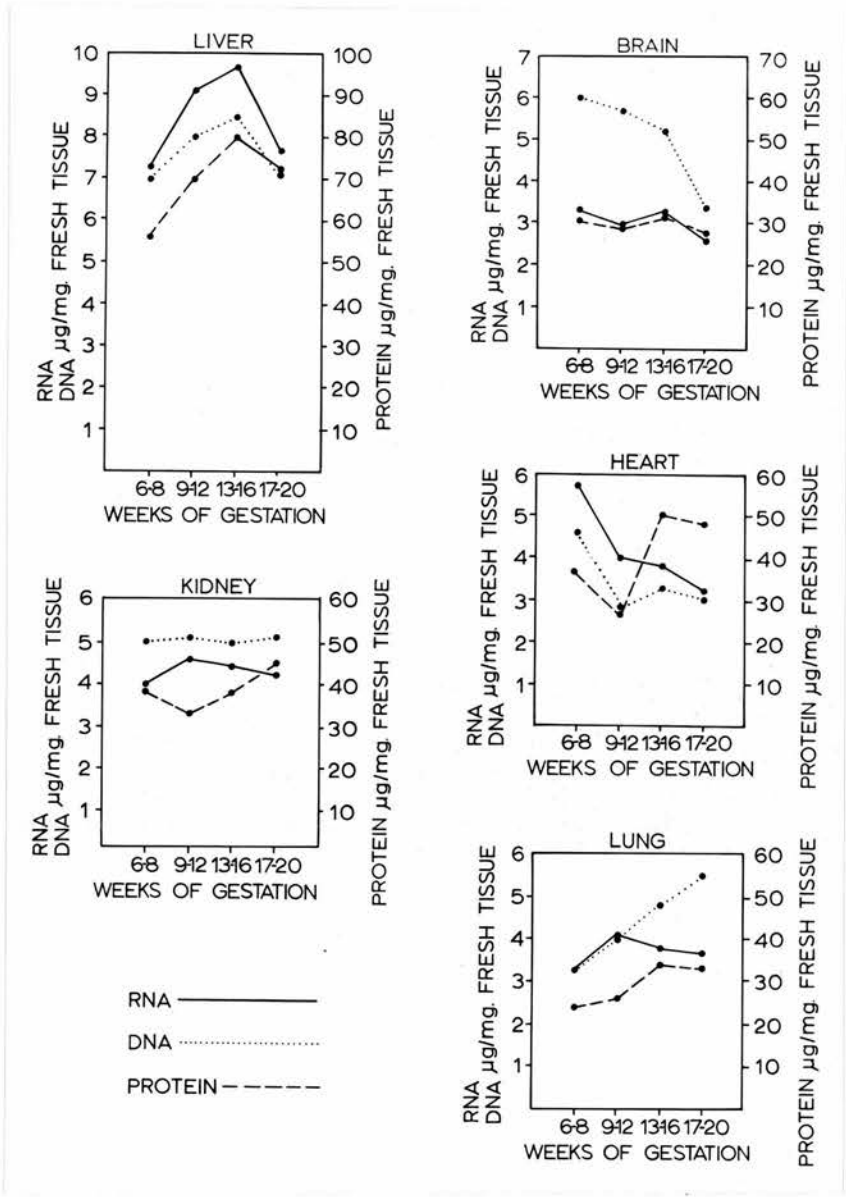 LIVER
10
9
8
7
6
5
4
3
2
1
100
90
80
70
60
50
40
30
20
10
RNA
DNA µg/mg. FRESH TISSUE
PROTEIN µg/mg. FRESH TISSUE
6-8 9-12 13-16 17-20
WEEKS OF GESTATION
BRAIN
7
6
5
4
3
2
1
70
60
50
40
30
20
10
RNA
DNA µg/mg. FRESH TISSUE
PROTEIN µg/mg. FRESH TISSUE
6-8 9-12 13-16 17-20
WEEKS OF GESTATION
KIDNEY
6
5
4
3
2
1
60
50
40
30
20
10
RNA
DNA µg/mg. FRESH TISSUE
PROTEIN µg/mg. FRESH TISSUE
6-8 9-12 13-16 17-20
WEEKS OF GESTATION
HEART
6
5
4
3
2
1
60
50
40
30
20
10
RNA
DNA µg/mg. FRESH TISSUE
PROTEIN µg/mg. FRESH TISSUE
6-8 9-12 13-16 17-20
WEEKS OF GESTATION
LUNG
6
5
4
3
2
1
60
50
40
30
20
10
RNA
DNA µg/mg. FRESH TISSUE
PROTEIN µg/mg. FRESH TISSUE
6-8 9-12 13-16 17-20
WEEKS OF GESTATION
RNA
DNA
PROTEIN